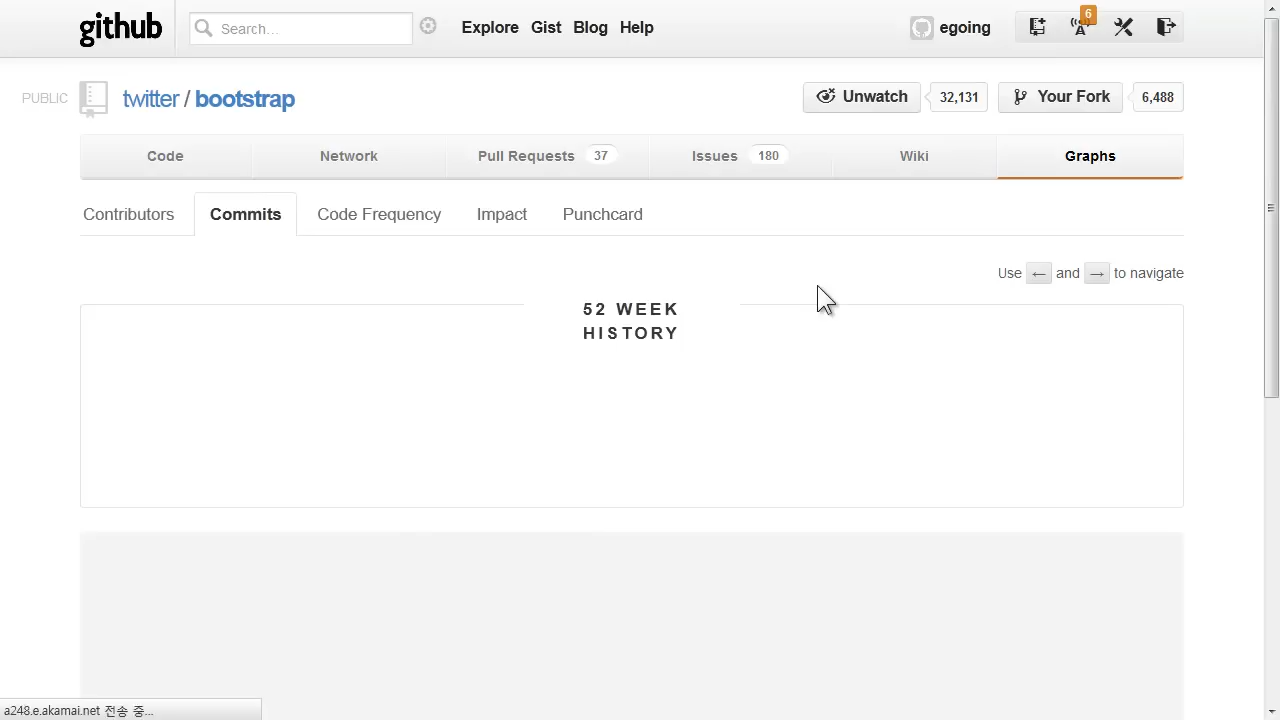 github Search... Explore Gist Blog Help egoing 6
PUBLIC twitter / bootstrap Unwatch 32,131 Your Fork 6,488
Code Network Pull Requests 37 Issues 180 Wiki Graphs
Contributors Commits Code Frequency Impact Punchcard
Use ← and → to navigate
52 WEEK
HISTORY
a248.e.akamai.net 전송 중...